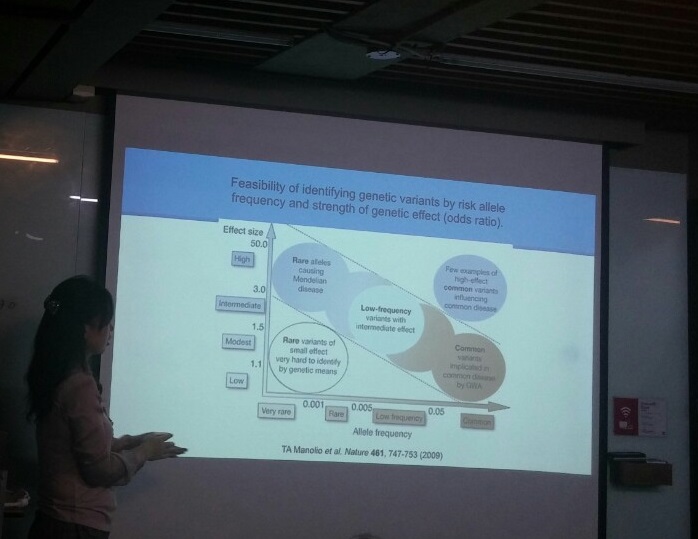 Feasibility of identifying genetic variants by risk allele
frequency and strength of genetic effect (odds ratio).
Effect size
50.0
High
3.0
Intermediate
1.5
Modest
1.1
Low
Rare alleles
causing
Mendelian
disease
Few examples of
high-effect
common variants
influencing
common disease
Low-frequency
variants with
intermediate effect
Rare variants of
small effect
very hard to identify
by genetic means
Common
variants
implicated in
common disease
by GWA
0.001
0.005
0.05
Very rare
Rare
Low frequency
Common
Allele frequency
TA Manolio et al. Nature 461, 747-753 (2009)